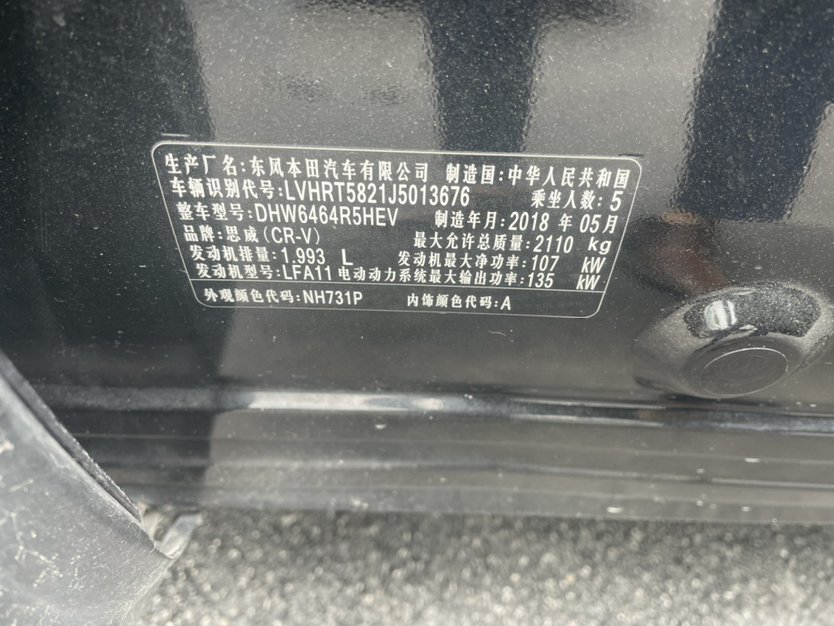 生产厂名:东风本田汽车有限公司 制造国:中华人民共和国
车辆识别代号:LVHRT5821J5013676 乘坐人数:5
整车型号:DHW6464R5HEV 制造年月:2018 年 05月
品牌:思威(CR-V) 最大允许总质量:2110 kg
发动机排量:1.993 L 发动机最大净功率:107 kW
发动机型号:LFA11 电动动力系统最大输出功率:135 kW
外观颜色代码:NH731P 内饰颜色代码:A